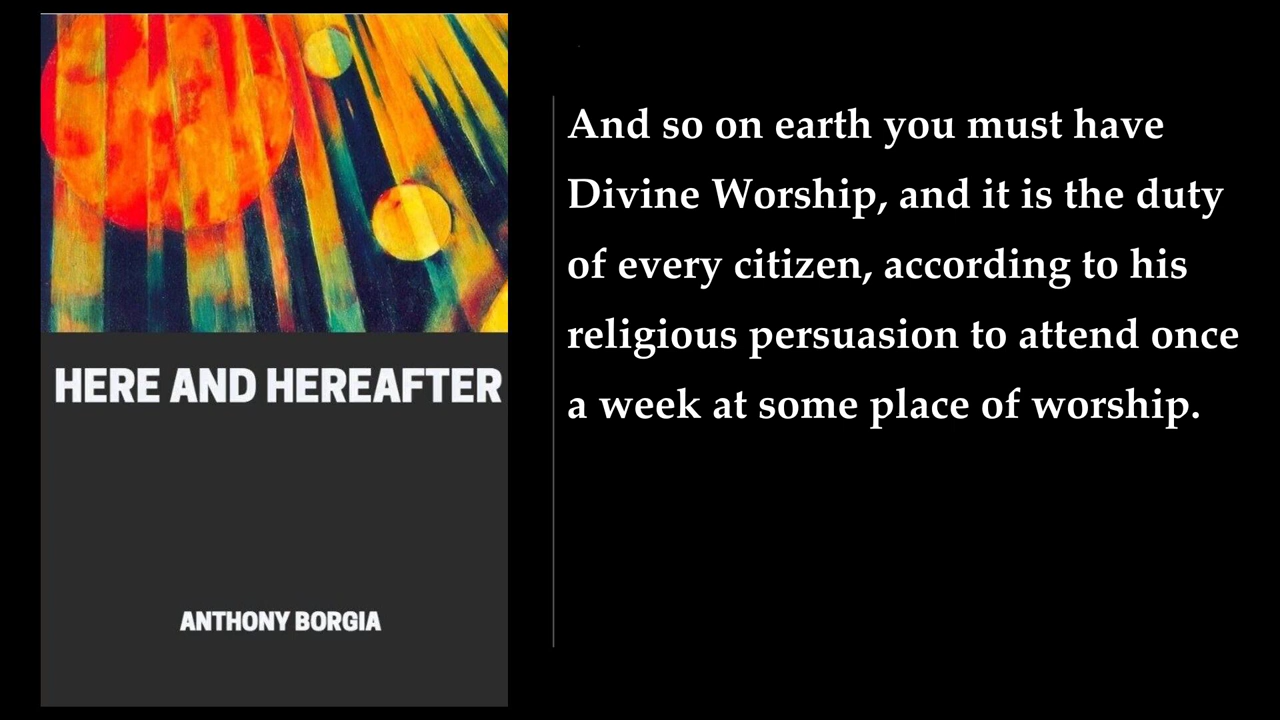 HERE AND HEREAFTER
ANTHONY BORGIA
And so on earth you must have
Divine Worship, and it is the duty
of every citizen, according to his
religious persuasion to attend once
a week at some place of worship.